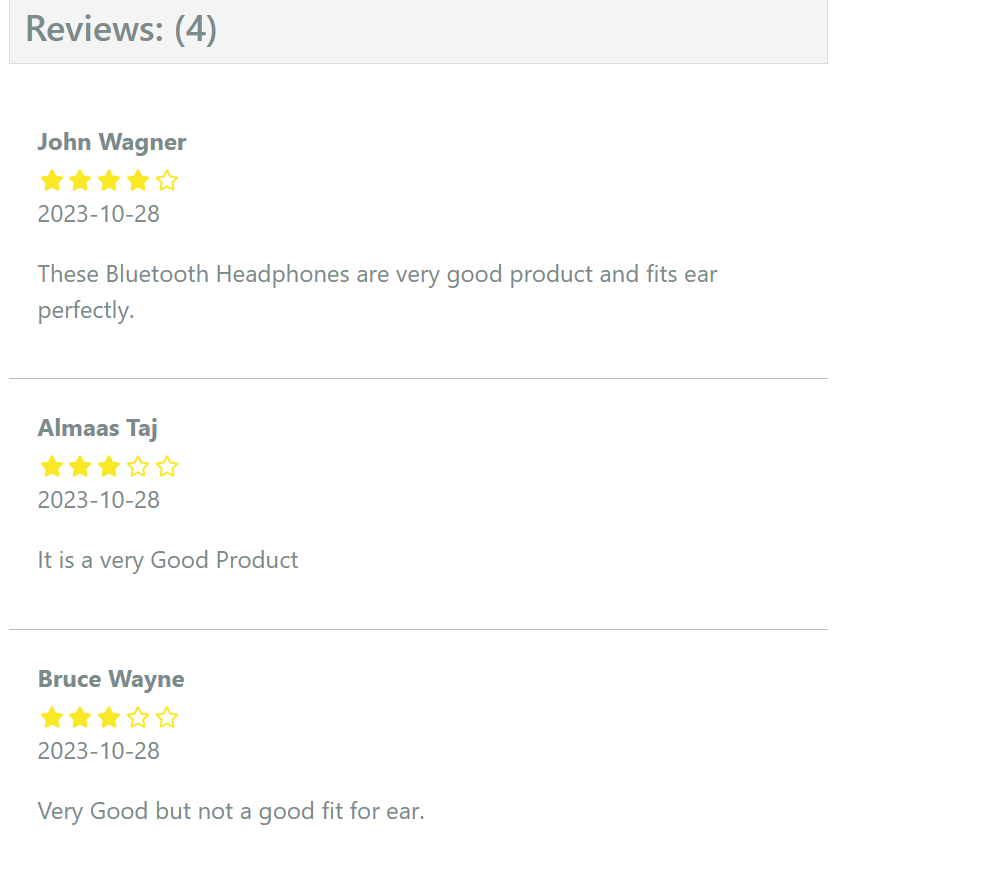 Reviews: (4)
John Wagner
2023-10-28
These Bluetooth Headphones are very good product and fits ear
perfectly.
Almaas Taj
2023-10-28
It is a very Good Product
Bruce Wayne
2023-10-28
Very Good but not a good fit for ear.